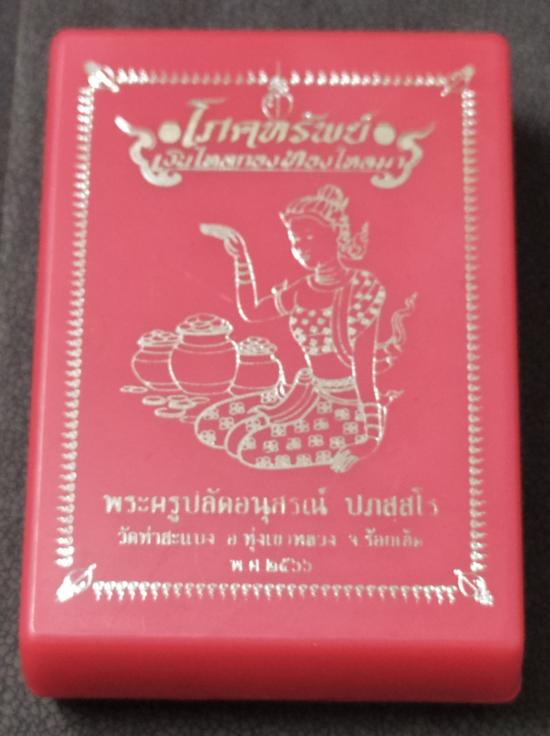 โภคทรัพย์
เงินไหลนองทองไหลมา
พระครูปลัดอนุสรณ์ ปภสฺสโร
วัดท่าสะแบง อ.ทุ่งเขาหลวง จ.ร้อยเอ็ด
พ.ศ.๒๕๖๖